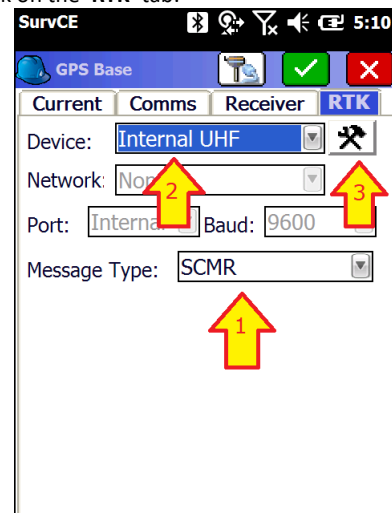 k on the "RTK" tab.
SurvCE 5:10
GPS Base
Current Comms Receiver RTK
Device: Internal UHF
Network:
2
3
Port: Baud: 9600
Message Type: SCMR
1